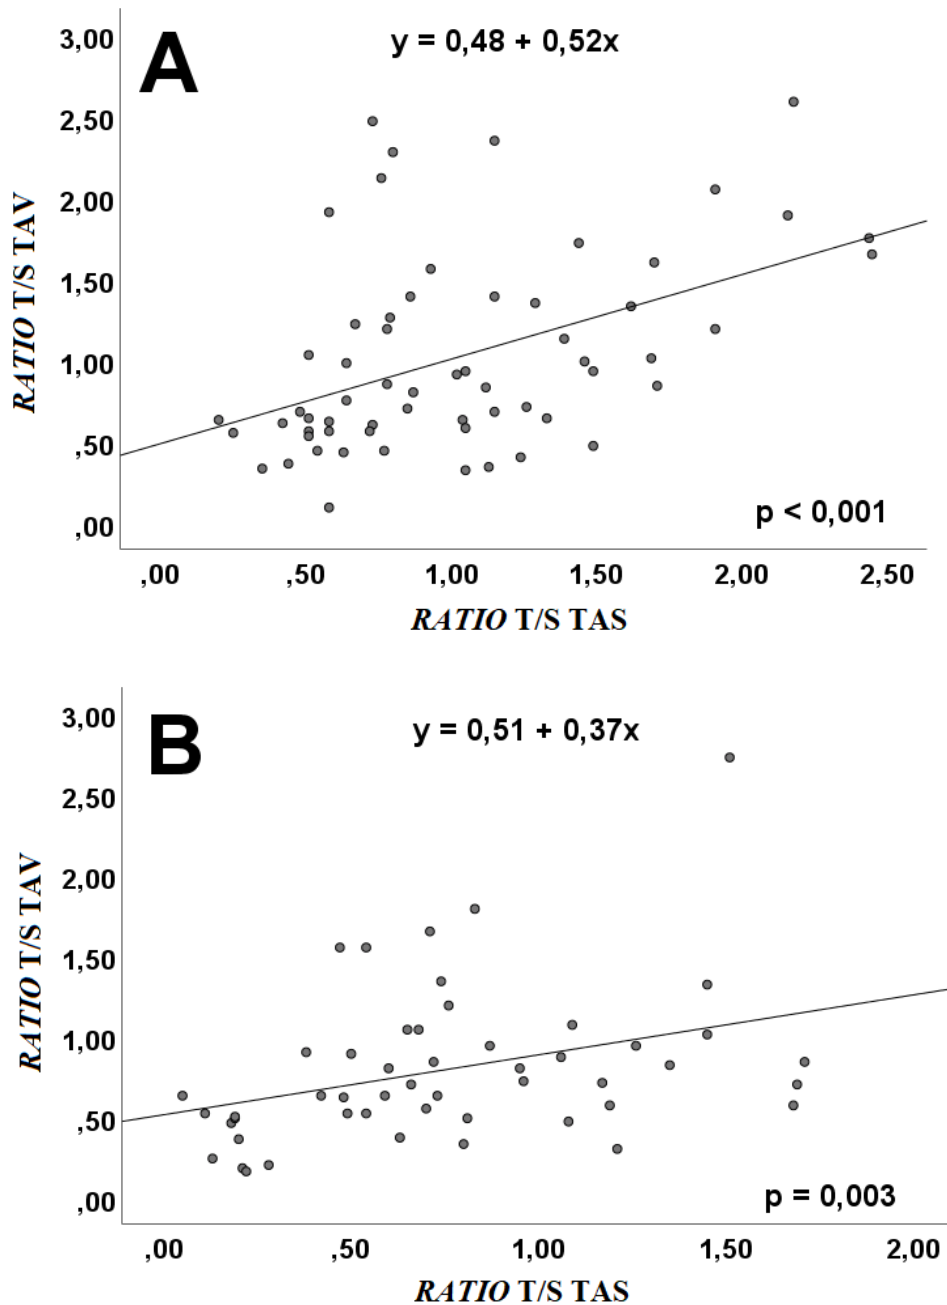 A
y = 0,48 + 0,52x
3,00
2,50
2,00
1,50
1,00
,50
,00
RATIO T/S TAV
p < 0,001
,00 ,50 1,00 1,50 2,00 2,50
RATIO T/S TAS
B
y = 0,51 + 0,37x
3,00
2,50
2,00
1,50
1,00
,50
,00
RATIO T/S TAV
p = 0,003
,00 ,50 1,00 1,50 2,00
RATIO T/S TAS